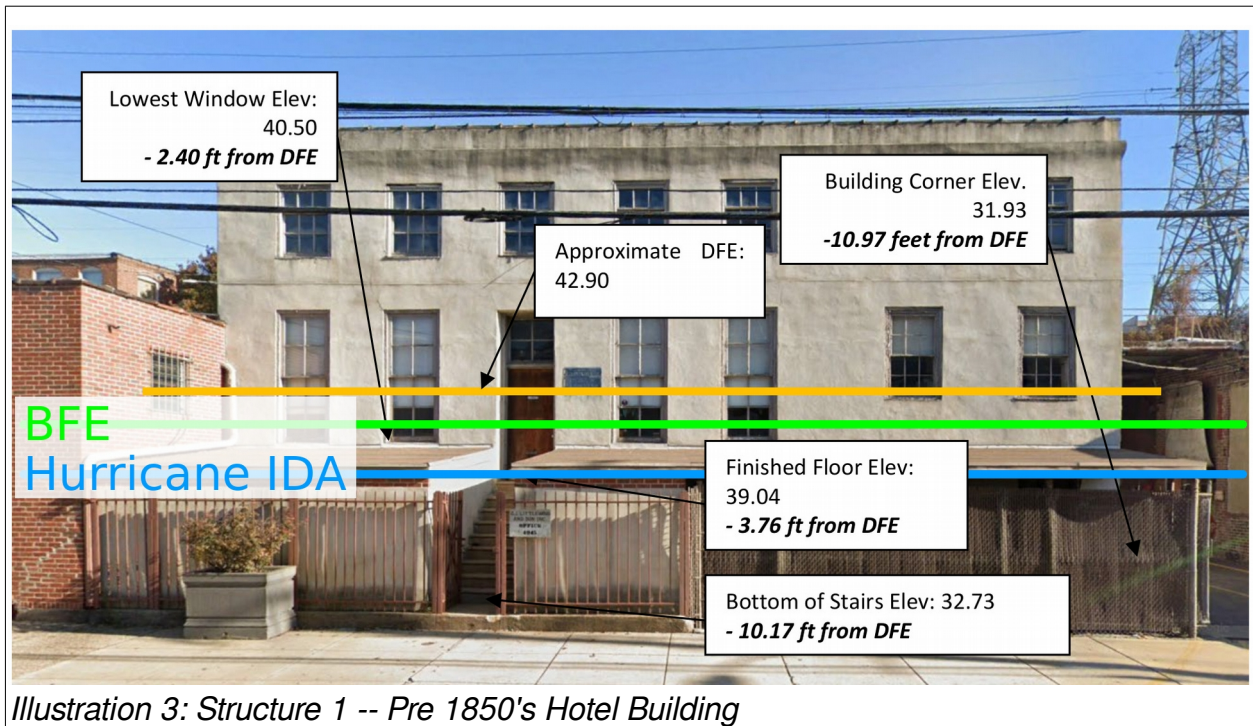 Lowest Window Elev:
40.50
- 2.40 ft from DFE
Building Corner Elev.
31.93
-10.97 feet from DFE
Approximate DFE:
42.90
BFE
Hurricane IDA
Finished Floor Elev:
39.04
- 3.76 ft from DFE
Bottom of Stairs Elev: 32.73
- 10.17 ft from DFE
Illustration 3: Structure 1 -- Pre 1850's Hotel Building